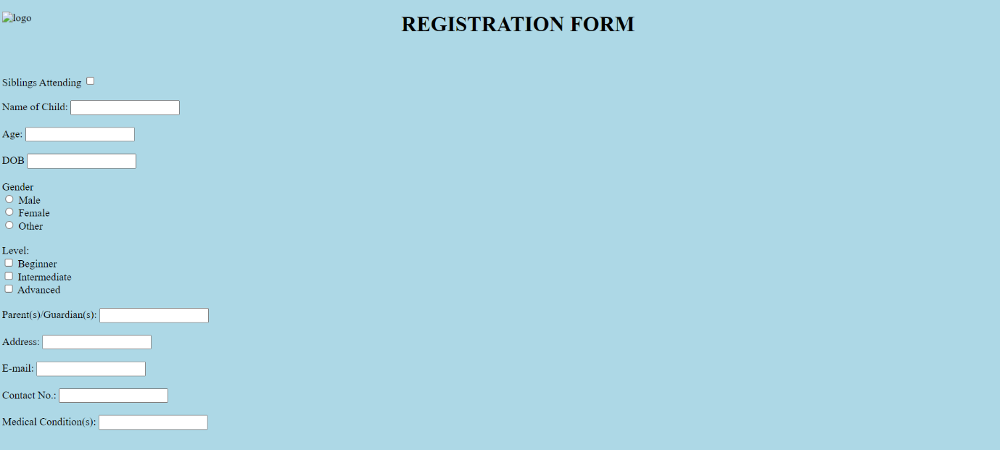 logo
REGISTRATION FORM
Siblings Attending
Name of Child:
Age:
DOB
Gender
Male
Female
Other
Level:
Beginner
Intermediate
Advanced
Parent(s)/Guardian(s):
Address:
E-mail:
Contact No.:
Medical Condition(s):